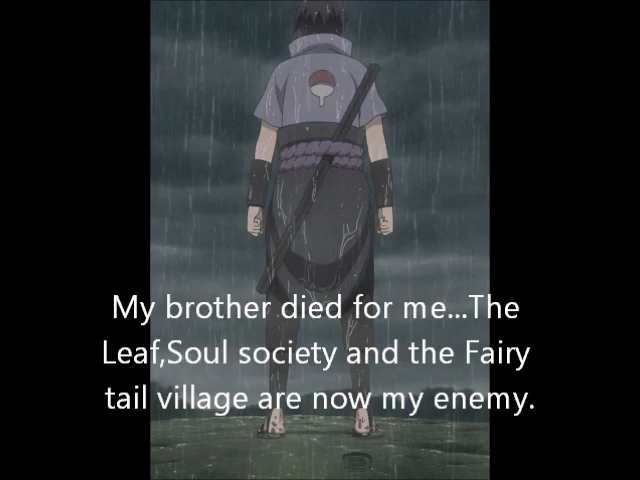 My brother died for me...The
Leaf,Soul society and the Fairy
tail village are now my enemy.